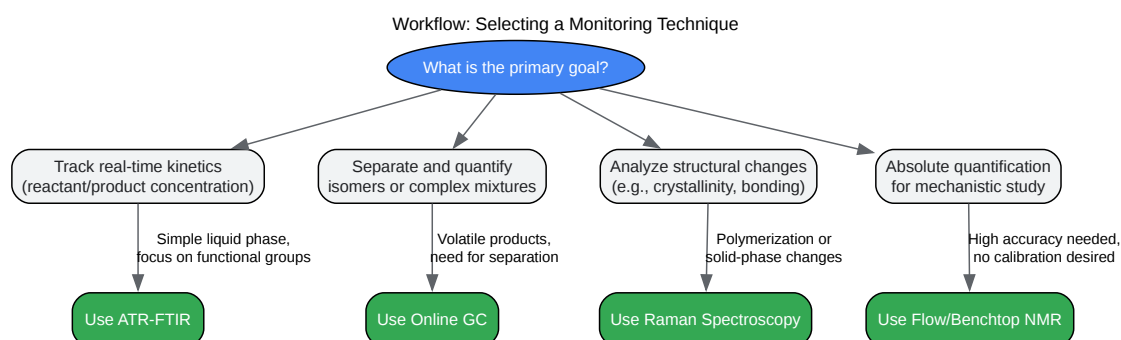 Workflow: Selecting a Monitoring Technique
What is the primary goal?
Track real-time kinetics
(reactant/product concentration)
Separate and quantify
isomers or complex mixtures
Analyze structural changes
(e.g., crystallinity, bonding)
Absolute quantification
for mechanistic study
Simple liquid phase,
focus on functional groups
Volatile products,
need for separation
Polymerization or
solid-phase changes
High accuracy needed,
no calibration desired
Use ATR-FTIR
Use Online GC
Use Raman Spectroscopy
Use Flow/Benchtop NMR